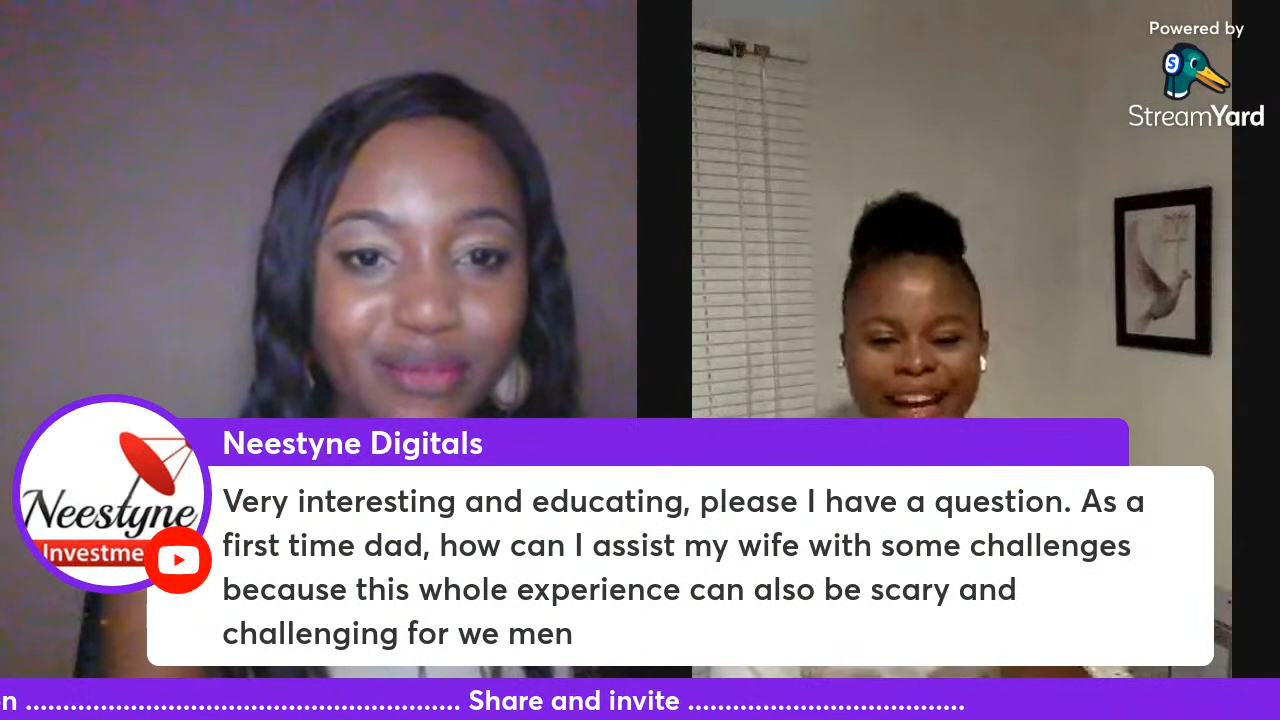 Powered by
StreamYard
Neestyne Digitals
Very interesting and educating, please I have a question. As a
first time dad, how can I assist my wife with some challenges
because this whole experience can also be scary and
challenging for we men
Neestyne
Investme
n ........................................................... Share and invite .....................................